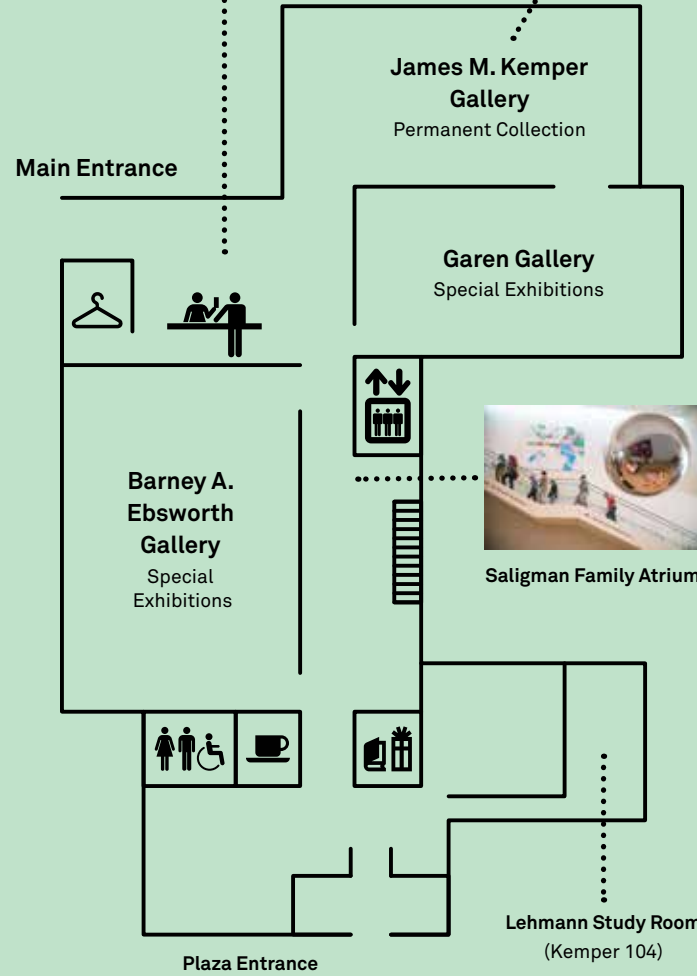 James M. Kemper
Gallery
Permanent Collection
Main Entrance
Garen Gallery
Special Exhibitions
Barney A.
Ebsworth
Gallery
Special
Exhibitions
Saligman Family Atrium
Lehmann Study Room
(Kemper 104)
Plaza Entrance